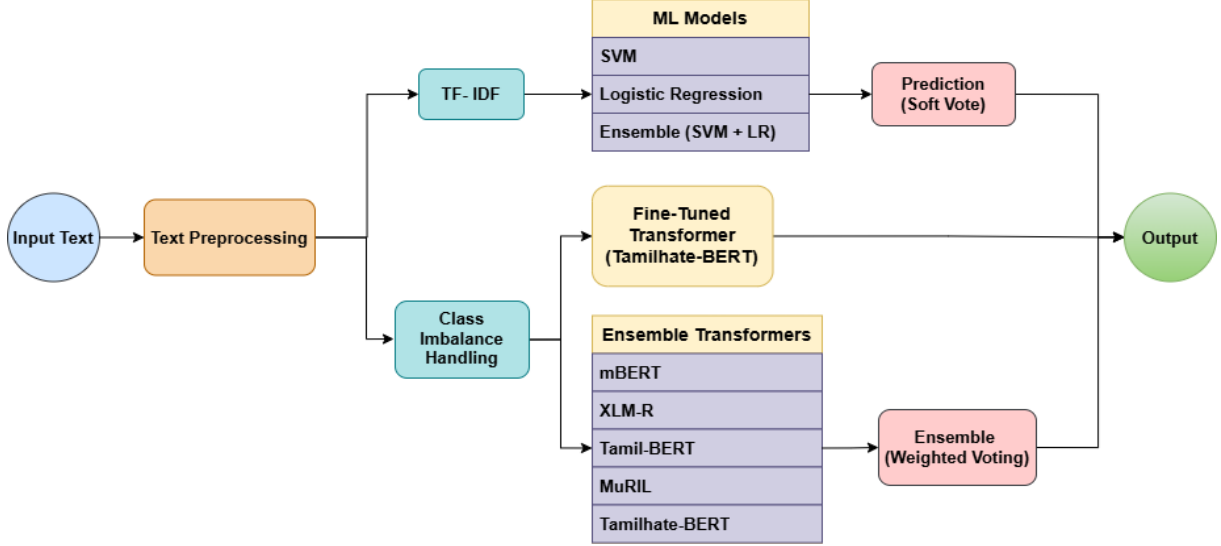 Input Text
Text Preprocessing
TF- IDF
ML Models
SVM
Logistic Regression
Ensemble (SVM + LR)
Prediction
(Soft Vote)
Class
Imbalance
Handling
Fine-Tuned
Transformer
(Tamilhate-BERT)
Ensemble Transformers
mBERT
XLM-R
Tamil-BERT
MuRIL
Tamilhate-BERT
Ensemble
(Weighted Voting)
Output